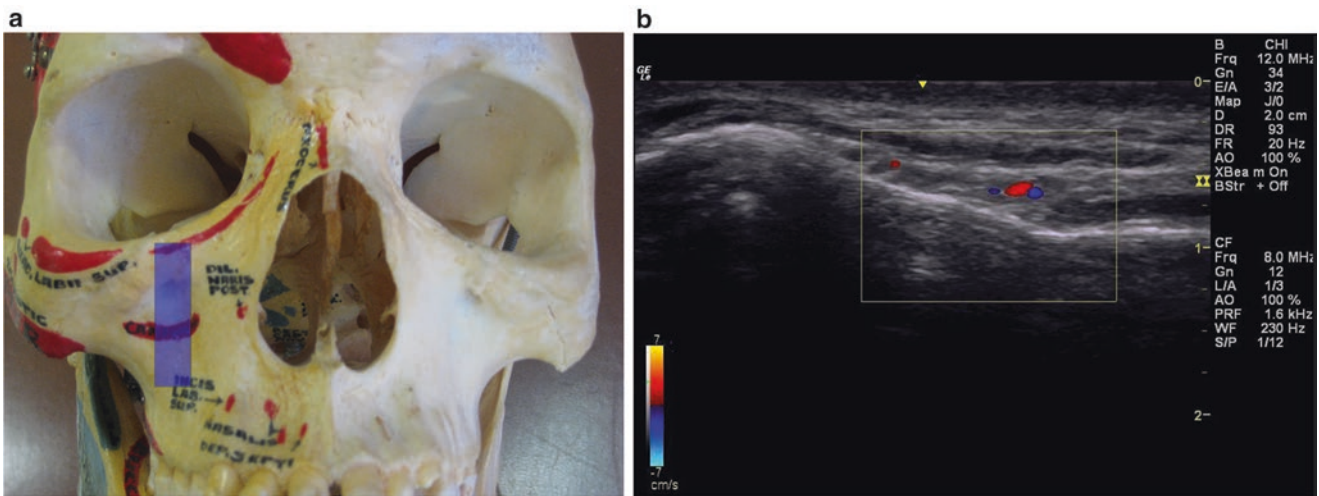 a
b
LABII SUP.
DIL.
NARIS
POST.
INCIS
LAB.
SUP.
NASALIS
DEP. SEPTI
GE
B CHI
Frq 12.0 MHz
Gn 34
E/A 3/2
Map J/0
D 2.0 cm
DR 93
FR 20 Hz
AO 100 %
XBeam On
BStr + Off
CF
Frq 8.0 MHz
Gn 12
L/A 1/3
AO 100 %
PRF 1.6 kHz
WF 230 Hz
S/P 1/12
0
1
2
7
-7
cm/s